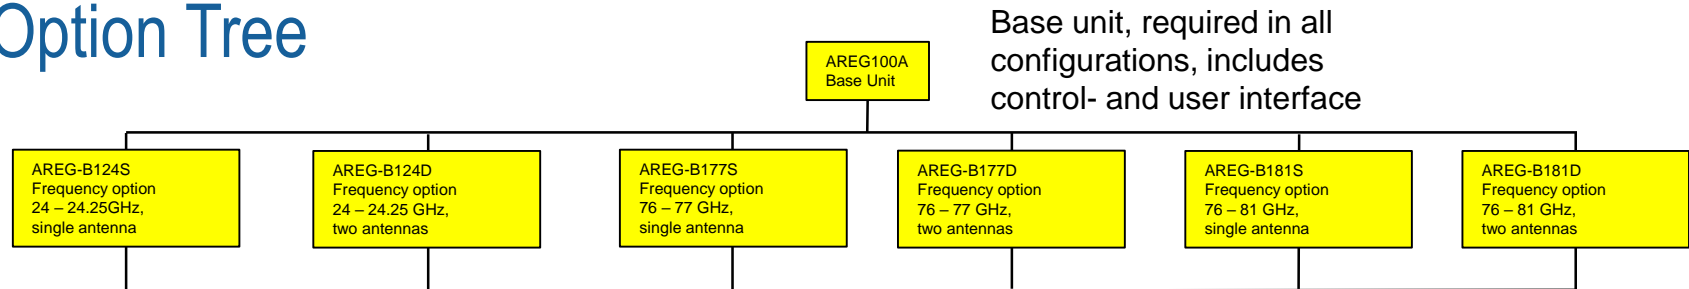 Option Tree
Base unit, required in all
configurations, includes
control- and user interface
AREG100A
Base Unit
AREG-B124S
Frequency option
24 – 24.25GHz,
single antenna
AREG-B124D
Frequency option
24 – 24.25 GHz,
two antennas
AREG-B177S
Frequency option
76 – 77 GHz,
single antenna
AREG-B177D
Frequency option
76 – 77 GHz,
two antennas
AREG-B181S
Frequency option
76 – 81 GHz,
single antenna
AREG-B181D
Frequency option
76 – 81 GHz,
two antennas